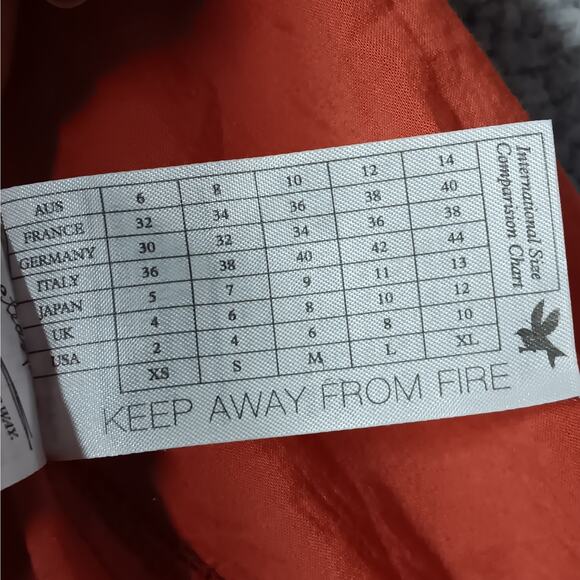 International Size
Comparision Chart
AUS 6 8 10 12 14
FRANCE 32 34 36 38 40
GERMANY 30 32 34 36 38
ITALY 36 38 40 42 44
JAPAN 5 7 9 11 13
UK 4 6 8 10 12
USA 2 4 6 8 10
XS S M L XL
KEEP AWAY FROM FIRE
WAY.